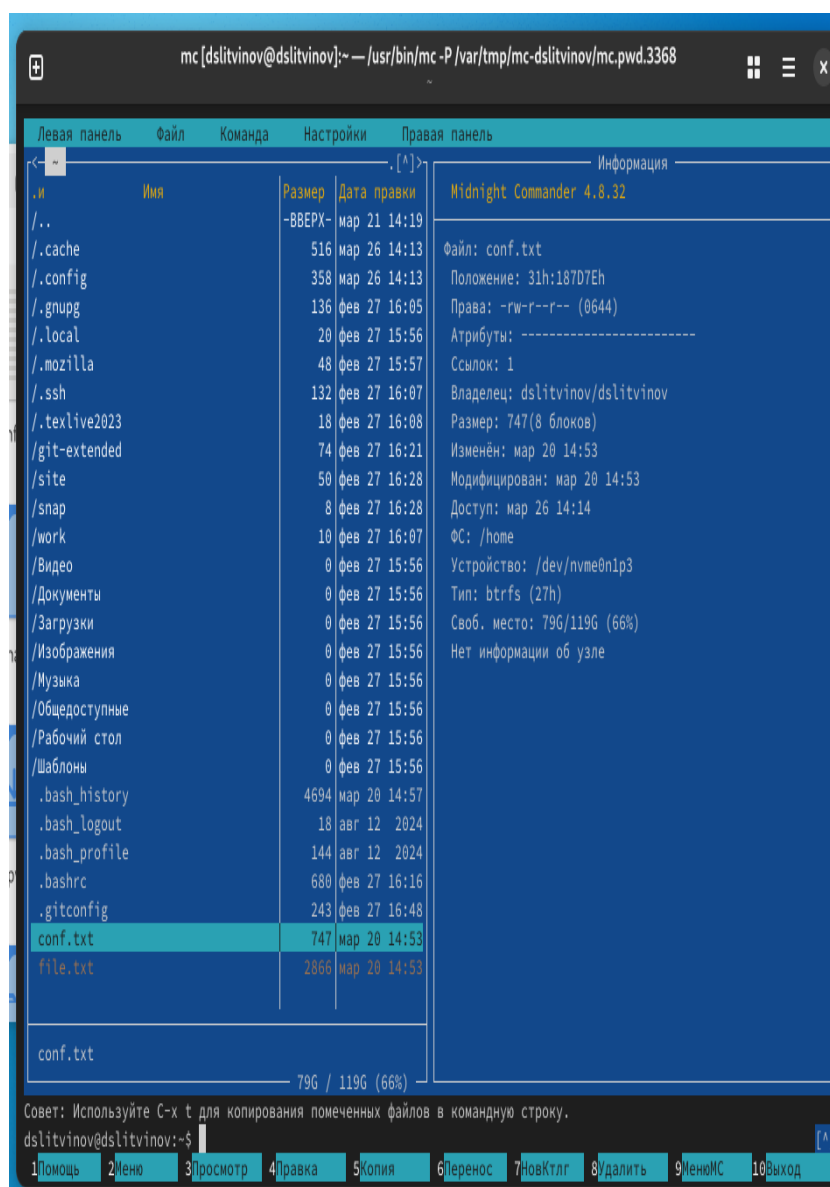 mc [dslitvinov@dslitvinov]:~ — /usr/bin/mc -P /var/tmp/mc-dslitvinov/mc.pwd.3368
~
Левая панель Файл Команда Настройки Правая панель
<- ~ .[^]>
.и Имя Размер Дата правки
/.. -ВВЕРХ- мар 21 14:19
/.cache 516 мар 26 14:13
/.config 358 мар 26 14:13
/.gnupg 136 фев 27 16:05
/.local 20 фев 27 15:56
/.mozilla 48 фев 27 15:57
/.ssh 132 фев 27 16:07
/.texlive2023 18 фев 27 16:08
/git-extended 74 фев 27 16:21
/site 50 фев 27 16:28
/snap 8 фев 27 16:28
/work 10 фев 27 16:07
/Видео 0 фев 27 15:56
/Документы 0 фев 27 15:56
/Загрузки 0 фев 27 15:56
/Изображения 0 фев 27 15:56
/Музыка 0 фев 27 15:56
/Общедоступные 0 фев 27 15:56
/Рабочий стол 0 фев 27 15:56
/Шаблоны 0 фев 27 15:56
.bash_history 4694 мар 20 14:57
.bash_logout 18 авг 12 2024
.bash_profile 144 авг 12 2024
.bashrc 680 фев 27 16:16
.gitconfig 243 фев 27 16:48
conf.txt 747 мар 20 14:53
file.txt 2866 мар 20 14:53
conf.txt
79G / 119G (66%)
Информация
Midnight Commander 4.8.32
Файл: conf.txt
Положение: 31h:187D7Eh
Права: -rw-r--r-- (0644)
Атрибуты: -------------------------
Ссылок: 1
Владелец: dslitvinov/dslitvinov
Размер: 747(8 блоков)
Изменён: мар 20 14:53
Модифицирован: мар 20 14:53
Доступ: мар 26 14:14
ФС: /home
Устройство: /dev/nvme0n1p3
Тип: btrfs (27h)
Своб. место: 79G/119G (66%)
Нет информации об узле
Совет: Используйте C-x t для копирования помеченных файлов в командную строку.
dslitvinov@dslitvinov:~$ [^
1Помощь 2Меню 3Просмотр 4Правка 5Копия 6Перенос 7НовКтлг 8Удалить 9МенюMC 10Выход